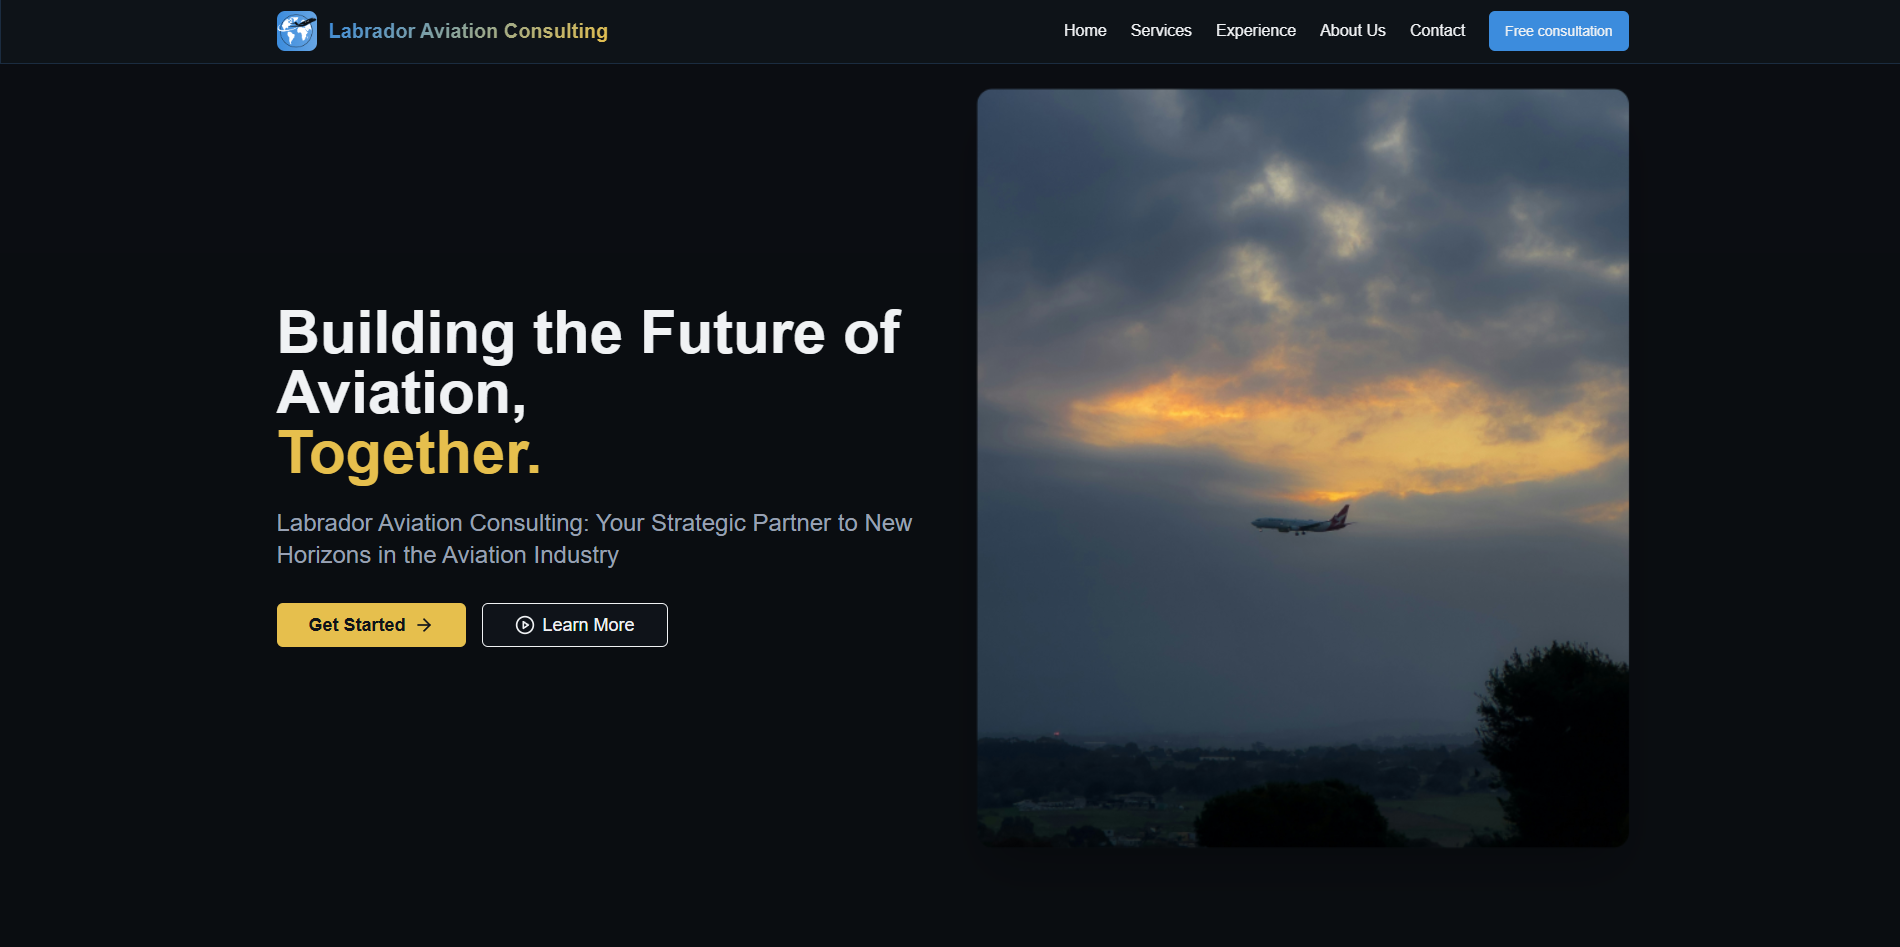 Labrador Aviation Consulting
Home
Services
Experience
About Us
Contact
Free consultation
Building the Future of
Aviation,
Together.
Labrador Aviation Consulting: Your Strategic Partner to New
Horizons in the Aviation Industry
Get Started
Learn More